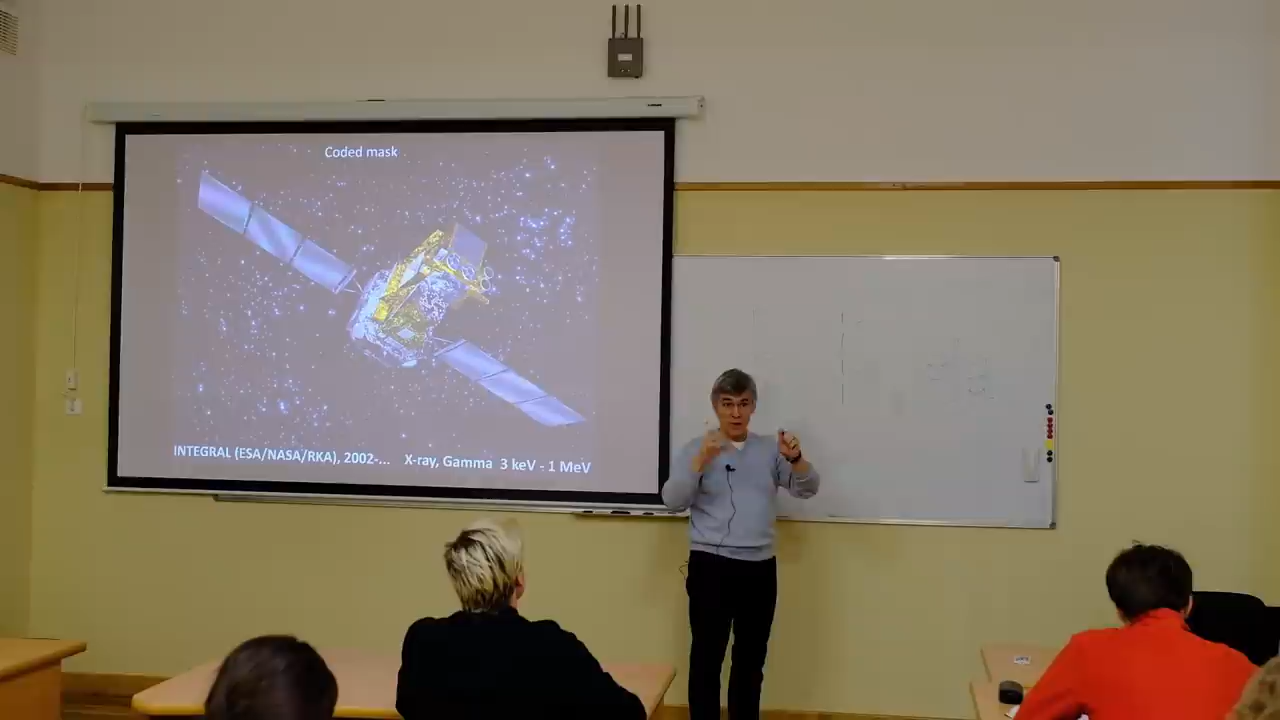 Coded mask
INTEGRAL (ESA/NASA/RKA), 2002-... X-ray, Gamma 3 keV - 1 MeV